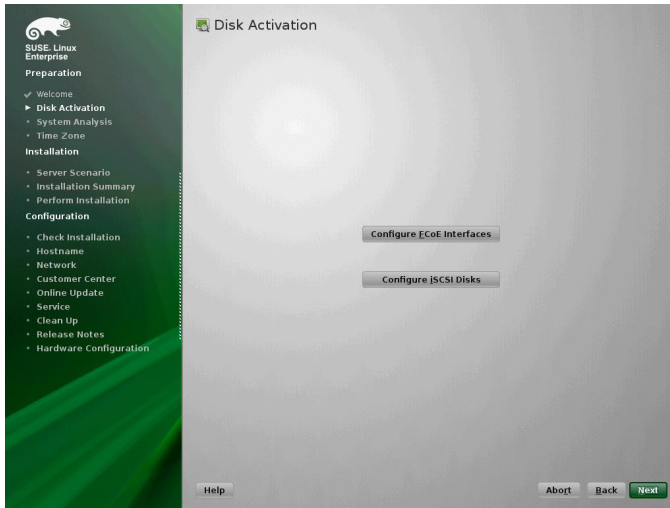 SUSE. Linux
Enterprise
Preparation
Welcome
Disk Activation
System Analysis
Time Zone
Installation
Server Scenario
Installation Summary
Perform Installation
Configuration
Check Installation
Hostname
Network
Customer Center
Online Update
Service
Clean Up
Release Notes
Hardware Configuration
Disk Activation
Configure FCoE Interfaces
Configure iSCSI Disks
Help
Abort
Back
Next